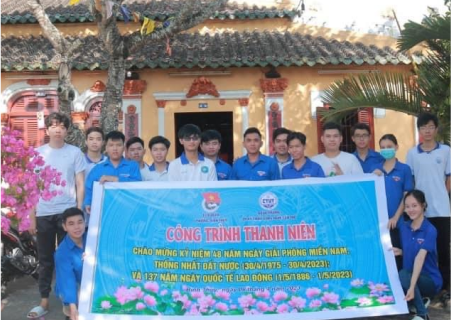 CÔNG TRÌNH THANH NIÊN
CHÀO MỪNG KỶ NIỆM 48 NĂM NGÀY GIẢI PHÓNG MIỀN NAM
THỐNG NHẤT ĐẤT NƯỚC (30/4/1975 - 30/4/2023);
VÀ 137 NĂM NGÀY QUỐC TẾ LAO ĐỘNG (1/5/1886 - 1/5/2023)